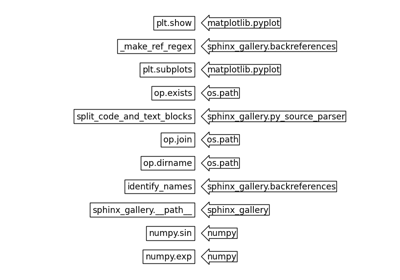 plt.show matplotlib.pyplot
_make_ref_regex sphinx_gallery.backreferences
plt.subplots matplotlib.pyplot
op.exists os.path
split_code_and_text_blocks sphinx_gallery.py_source_parser
op.join os.path
op.dirname os.path
identify_names sphinx_gallery.backreferences
sphinx_gallery.__path__ sphinx_gallery
numpy.sin numpy
numpy.exp numpy